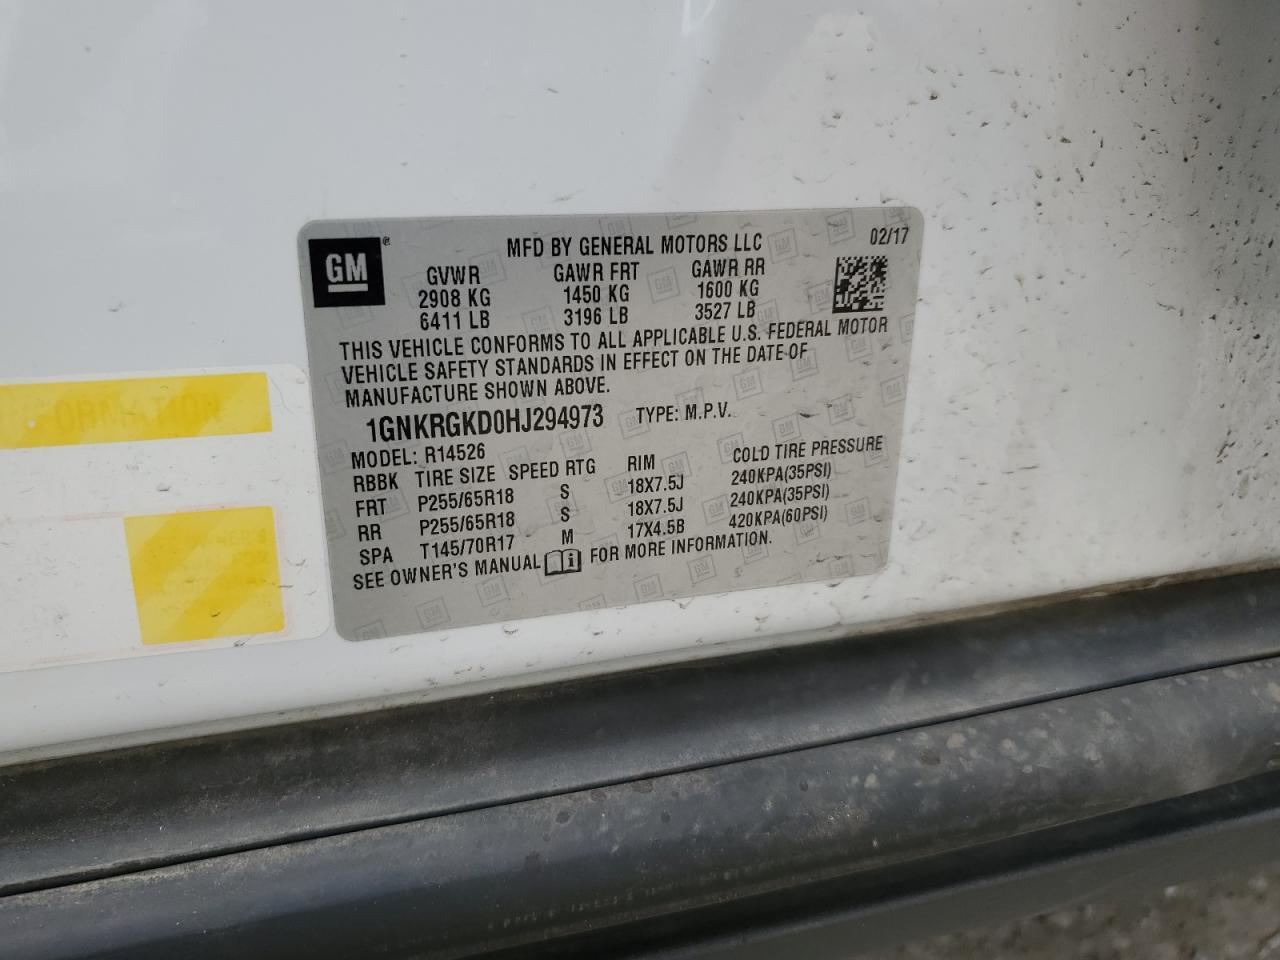 GM
MFD BY GENERAL MOTORS LLC 02/17
GVWR GAWR FRT GAWR RR
2908 KG 1450 KG 1600 KG
6411 LB 3196 LB 3527 LB
THIS VEHICLE CONFORMS TO ALL APPLICABLE U.S. FEDERAL MOTOR
VEHICLE SAFETY STANDARDS IN EFFECT ON THE DATE OF
MANUFACTURE SHOWN ABOVE.
1GNKRGKD0HJ294973 TYPE: M.P.V.
MODEL: R14526
RBBK TIRE SIZE SPEED RTG RIM COLD TIRE PRESSURE
FRT P255/65R18 S 18X7.5J 240KPA(35PSI)
RR P255/65R18 S 18X7.5J 240KPA(35PSI)
SPA T145/70R17 M 17X4.5B 420KPA(60PSI)
SEE OWNER'S MANUAL FOR MORE INFORMATION.
FORMATION